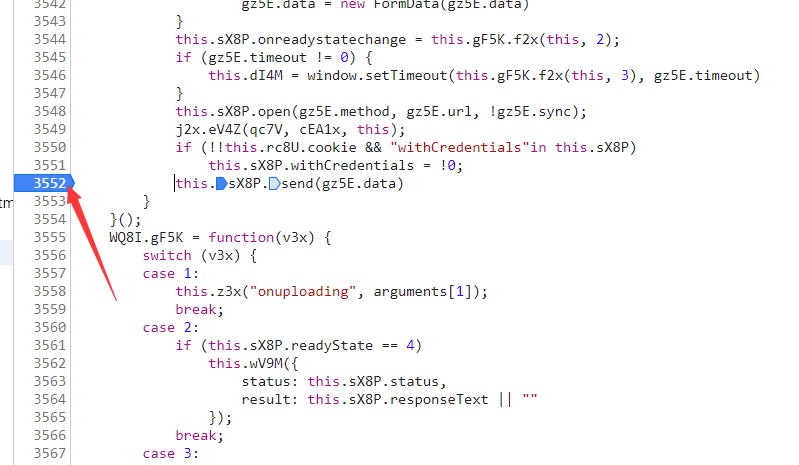 3542 gz5E.data = new FormData(gz5E.data)
3543 }
3544 this.sX8P.onreadystatechange = this.gF5K.f2x(this, 2);
3545 if (gz5E.timeout != 0) {
3546 this.dI4M = window.setTimeout(this.gF5K.f2x(this, 3), gz5E.timeout)
3547 }
3548 this.sX8P.open(gz5E.method, gz5E.url, !gz5E.sync);
3549 j2x.eV4Z(qc7V, cEA1x, this);
3550 if (!!this.rc8U.cookie && "withCredentials"in this.sX8P)
3551 this.sX8P.withCredentials = !0;
3552 this.sX8P.send(gz5E.data)
tm
3553 }
3554 }();
3555 WQ8I.gF5K = function(v3x) {
3556 switch (v3x) {
3557 case 1:
3558 this.z3x("onuploading", arguments[1]);
3559 break;
3560 case 2:
3561 if (this.sX8P.readyState == 4)
3562 this.wV9M({
3563 status: this.sX8P.status,
3564 result: this.sX8P.responseText || ""
3565 });
3566 break;
3567 case 3: